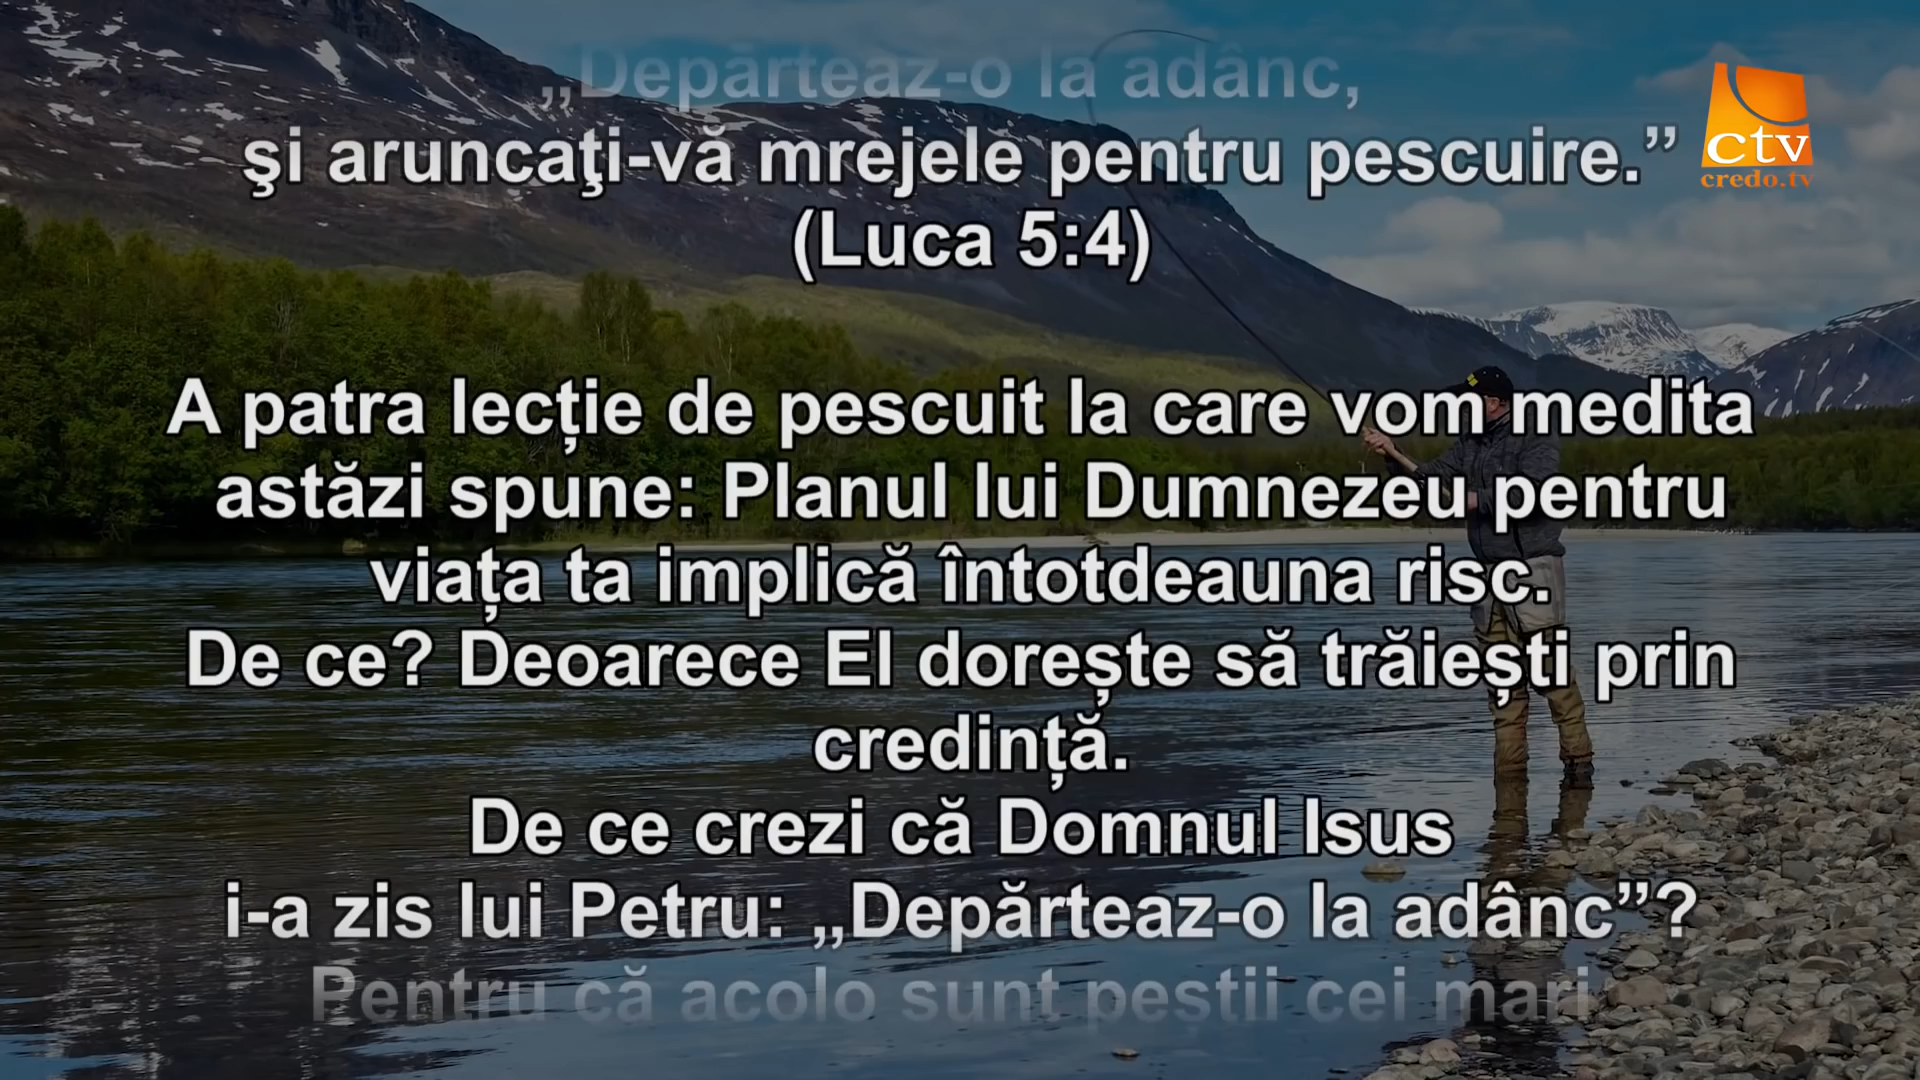 „Depărteaz-o la adânc,
şi aruncaţi-vă mrejele pentru pescuire.”
(Luca 5:4)
A patra lecție de pescuit la care vom medita
astăzi spune: Planul lui Dumnezeu pentru
viața ta implică întotdeauna risc.
De ce? Deoarece El dorește să trăiești prin
credință.
De ce crezi că Domnul Isus
i-a zis lui Petru: „Depărteaz-o la adânc”?
Pentru că acolo sunt peștii cei mari.
ctv
credo.tv